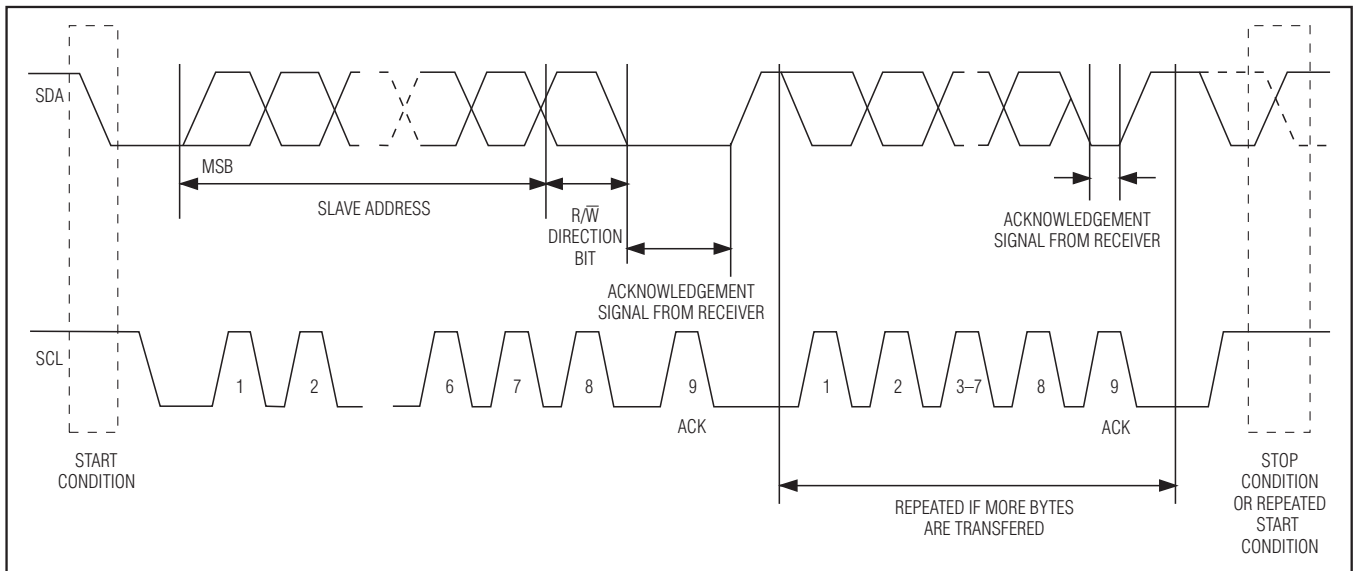 SDA
MSB
SLAVE ADDRESS
R/W̅
DIRECTION
BIT
ACKNOWLEDGEMENT
SIGNAL FROM RECEIVER
ACKNOWLEDGEMENT
SIGNAL FROM RECEIVER
SCL
1 2 6 7 8 9 1 2 3–7 8 9
ACK ACK
START
CONDITION
REPEATED IF MORE BYTES
ARE TRANSFERED
STOP
CONDITION
OR REPEATED
START
CONDITION